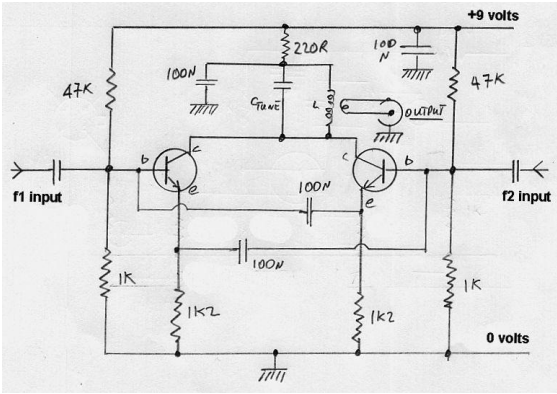 +9 volts
220R
100N
100
N
47K
C TUNE
L
OUTPUT
47K
b
c
c
b
f1 input
f2 input
e
e
100N
100N
1K
1K2
1K2
1K
0 volts